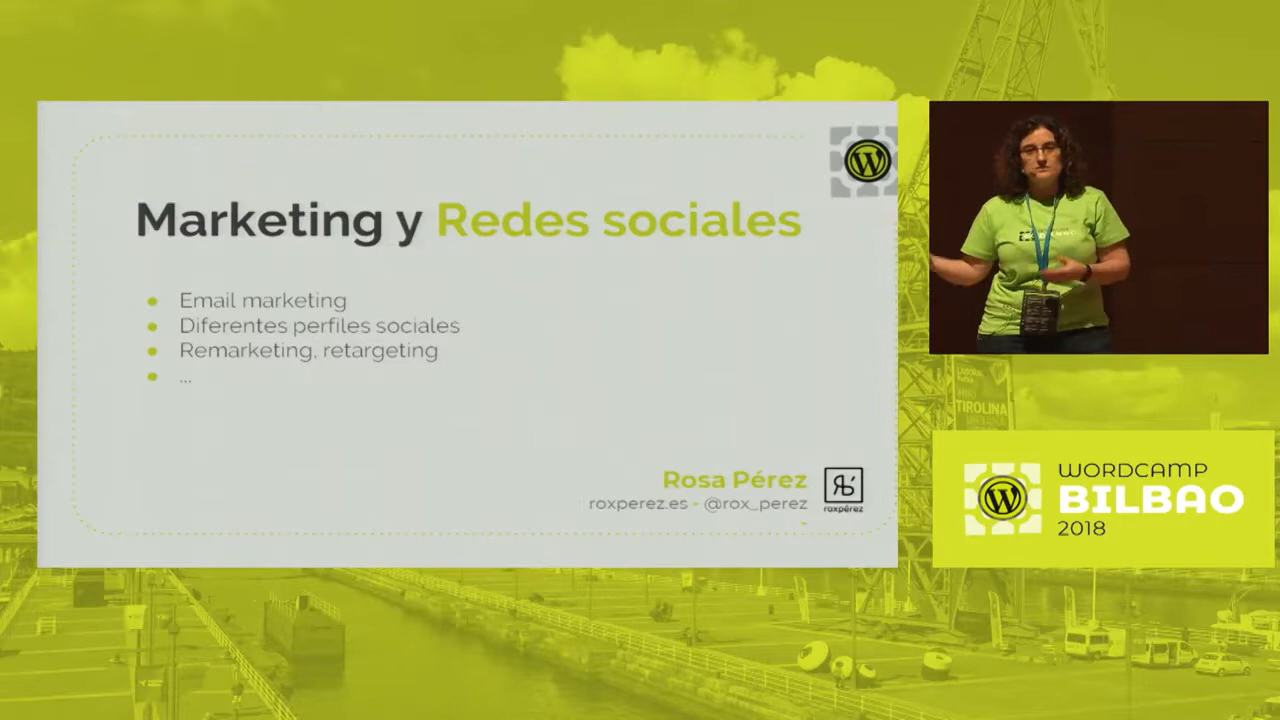 Marketing y Redes sociales
Email marketing
Diferentes perfiles sociales
Remarketing, retargeting
...
Rosa Pérez
roxperez.es - @rox_perez
roxpérez
TIROLINA
WORDCAMP
BILBAO
2018